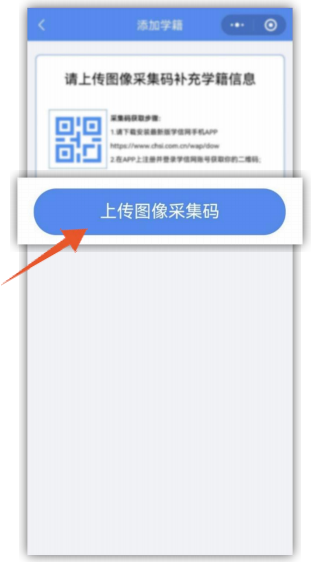 添加学籍
请上传图像采集码补充学籍信息
采集码获取步骤:
1.请下载安装最新版学信网手机APP
https://www.chsi.com.cn/wap/dow
2.在APP上注册并登录学信网账号获取你的二维码;
上传图像采集码